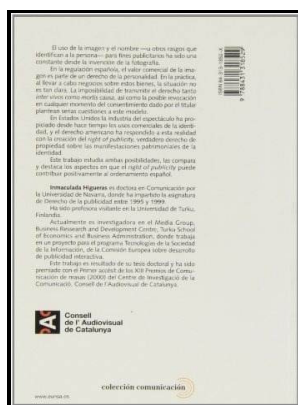 El uso de la imagen y el nombre —u otros rasgos que
identifican a la persona— para fines publicitarios ha sido una
constante desde la invención de la fotografía.
En la regulación española, el valor comercial de la ima-
gen es parte de un derecho de la personalidad. En la práctica,
al llevar a cabo negocios sobre estos bienes, la situación no
es tan clara. La imposibilidad de transmitir el derecho tanto
inter vivos como mortis causa, así como la posible revocación
en cualquier momento del consentimiento dado por el titular
plantean serias cuestiones a este modelo.
En Estados Unidos la industria del espectáculo ha pro-
piciado desde hace tiempo los usos comerciales de la identi-
dad, y el derecho americano ha respondido a esta realidad
con la creación del right of publicity, verdadero derecho de
propiedad sobre las manifestaciones patrimoniales de la
identidad.
Este trabajo estudia ambas posibilidades, las compara
y destaca los aspectos en que el right of publicity puede
contribuir positivamente al ordenamiento español.
Inmaculada Higueras es doctora en Comunicación por
la Universidad de Navarra, donde ha impartido la asignatura
de Derecho de la publicidad entre 1995 y 1999.
Ha sido profesora visitante en la Universidad de Turku,
Finlandia.
Actualmente es investigadora en el Media Group,
Business Research and Development Centre, Turku School
of Economics and Business Administration, donde trabaja
en un proyecto para el programa Tecnologías de la Sociedad
de la Información, de la Comisión Europea sobre desarrollo
de publicidad interactiva.
Este trabajo es resultado de su tesis doctoral y ha sido
premiado con el Primer accésit de los XIII Premios de Comu-
nicación de masas (2000) del Centro de Investigació de la
Comunicació, Consell de l'Audiovisual de Catalunya.
Consell
de l'Audiovisual
de Catalunya
colección comunicación
www.eunsa.es